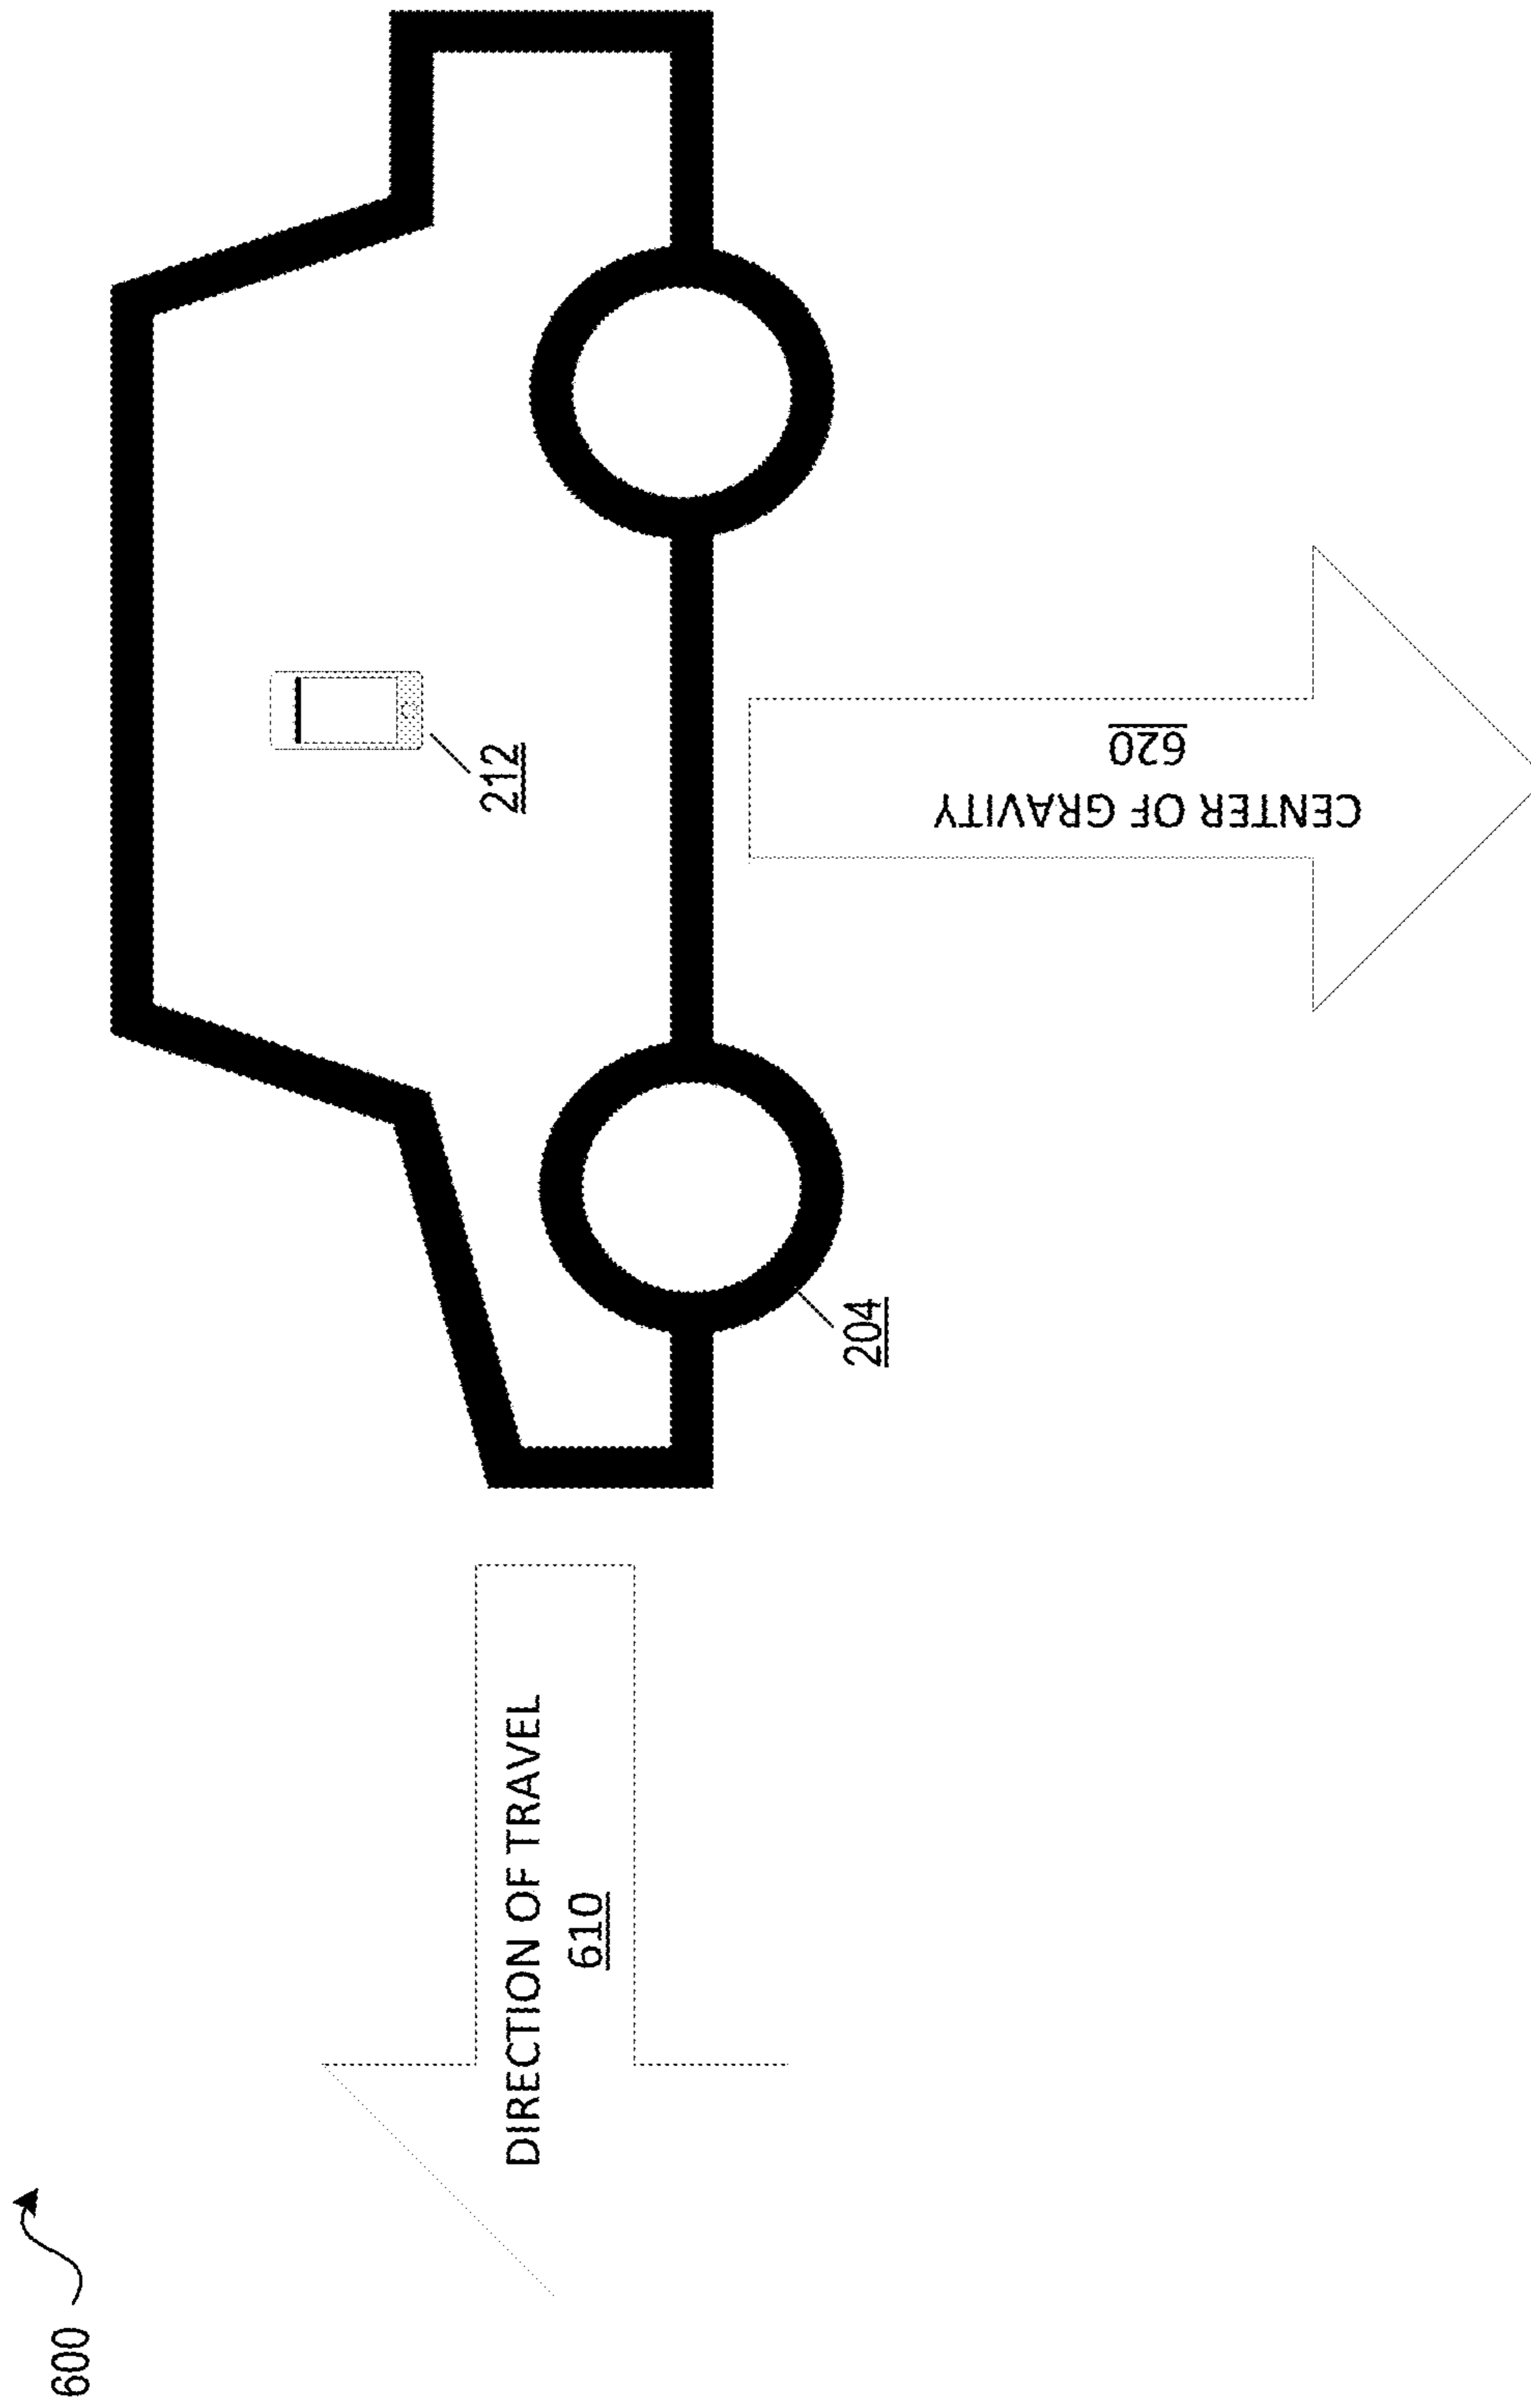 600
DIRECTION OF TRAVEL
610
204
212
CENTER OF GRAVITY
620